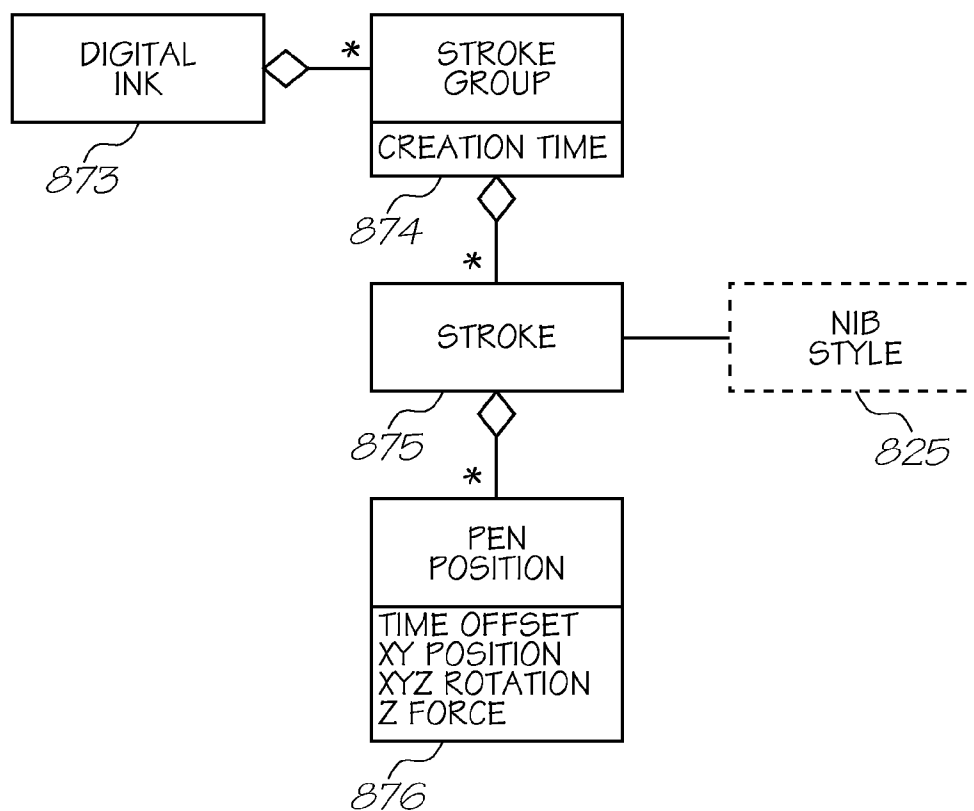 DIGITAL
INK
*
STROKE
GROUP
CREATION TIME
873
874
*
STROKE
NIB
STYLE
875
825
*
PEN
POSITION
TIME OFFSET
XY POSITION
XYZ ROTATION
Z FORCE
876